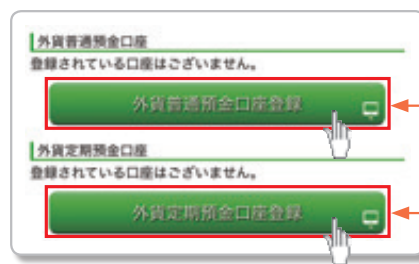 外貨普通預金口座
登録されている口座はございません。
外貨普通預金口座登録
外貨定期預金口座
登録されている口座はございません。
外貨定期預金口座登録